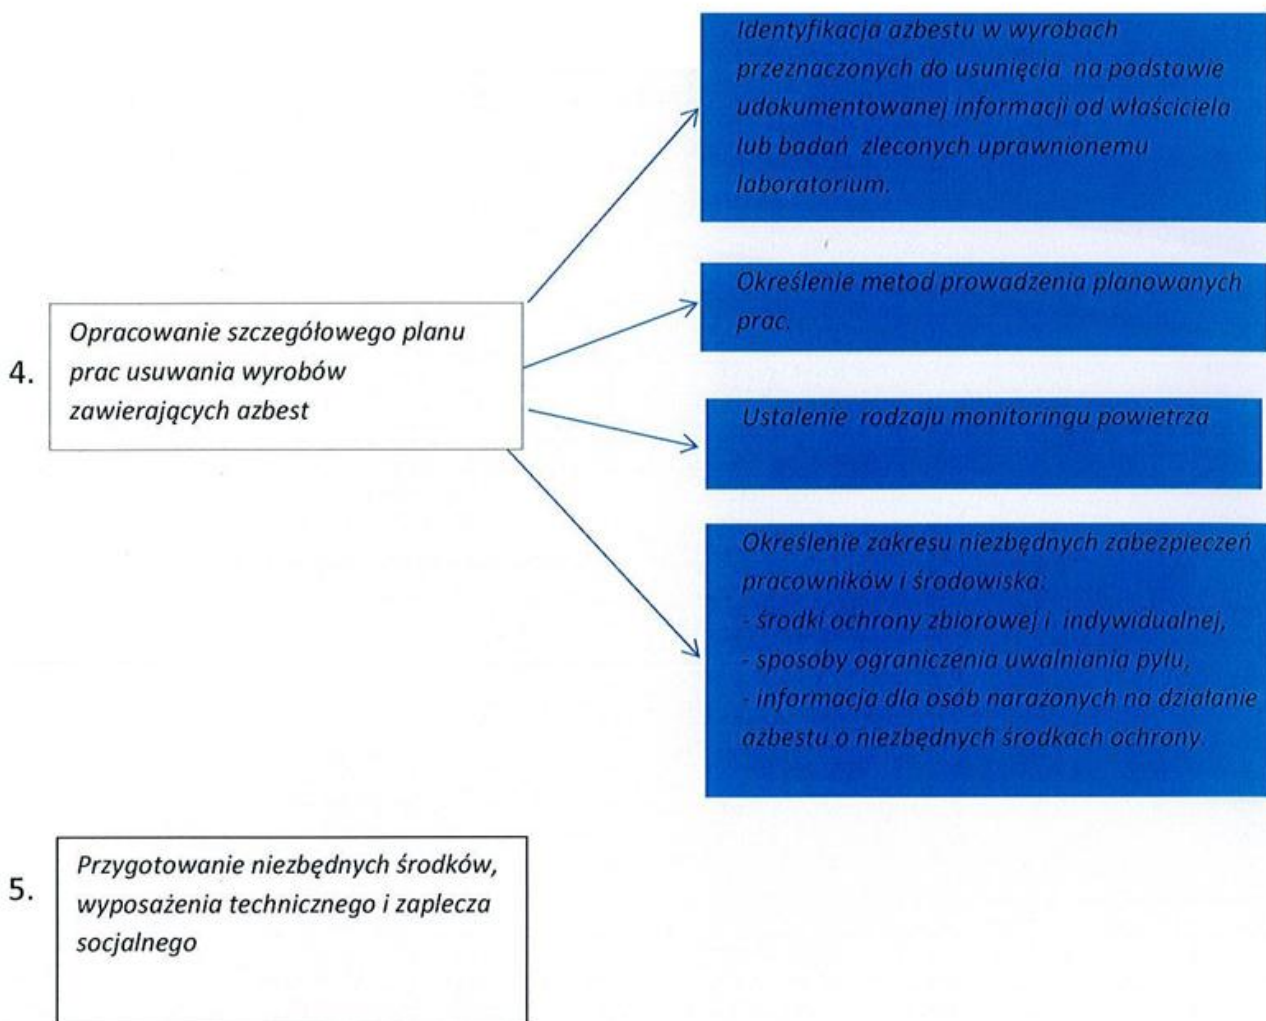 Identyfikacja azbestu w wyrobach
przeznaczonych do usunięcia na podstawie
udokumentowanej informacji od właściciela
lub badań zleconych uprawnionemu
laboratorium.
Określenie metod prowadzenia planowanych
prac.
4.
Opracowanie szczegółowego planu
prac usuwania wyrobów
zawierających azbest
Ustalenie rodzaju monitoringu powietrza
Określenie zakresu niezbędnych zabezpieczeń
pracowników i środowiska:
- środki ochrony zbiorowej i indywidualnej,
- sposoby ograniczenia uwalniania pyłu,
- informacja dla osób narażonych na działanie
azbestu o niezbędnych środkach ochrony.
5.
Przygotowanie niezbędnych środków,
wyposażenia technicznego i zaplecza
socjalnego